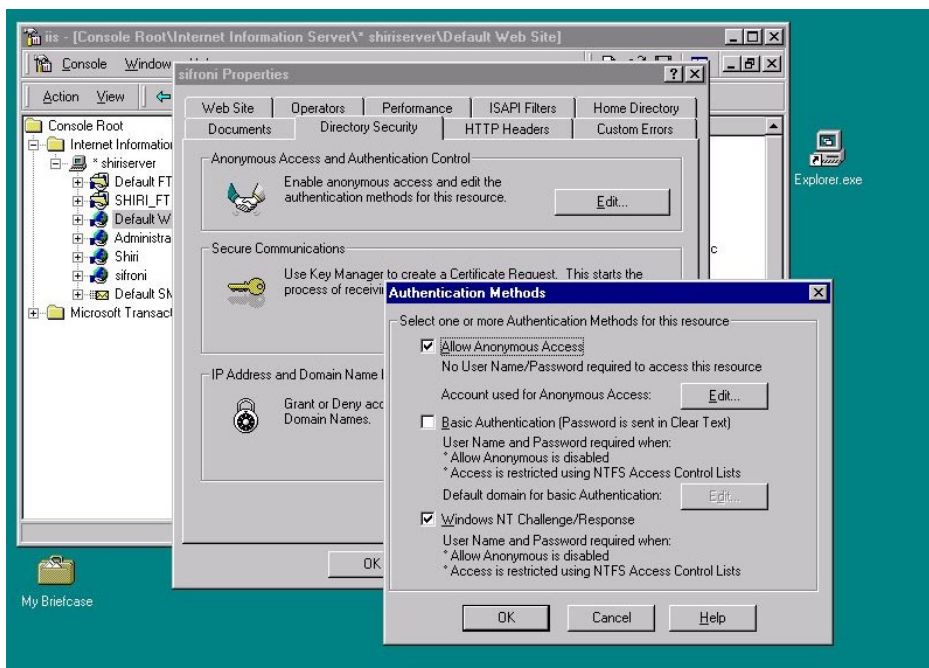 iis - [Console Root\Internet Information Server\* shiriserver\Default Web Site]
Console Window
Action View
Console Root
Internet Information
* shiriserver
Default FT
SHIRI_FT
Default W
Administra
Shiri
sifroni
Default SM
Microsoft Transact
sifroni Properties
Web Site Operators Performance ISAPI Filters Home Directory
Documents Directory Security HTTP Headers Custom Errors
Anonymous Access and Authentication Control
Enable anonymous access and edit the
authentication methods for this resource.
Edit...
Secure Communications
Use Key Manager to create a Certificate Request. This starts the
process of receivi
IP Address and Domain Name
Grant or Deny acc
Domain Names.
OK
Authentication Methods
Select one or more Authentication Methods for this resource
Allow Anonymous Access
No User Name/Password required to access this resource
Account used for Anonymous Access: Edit...
Basic Authentication (Password is sent in Clear Text)
User Name and Password required when:
* Allow Anonymous is disabled
* Access is restricted using NTFS Access Control Lists
Default domain for basic Authentication: Edit...
Windows NT Challenge/Response
User Name and Password required when:
* Allow Anonymous is disabled
* Access is restricted using NTFS Access Control Lists
OK Cancel Help
Explorer.exe
My Briefcase